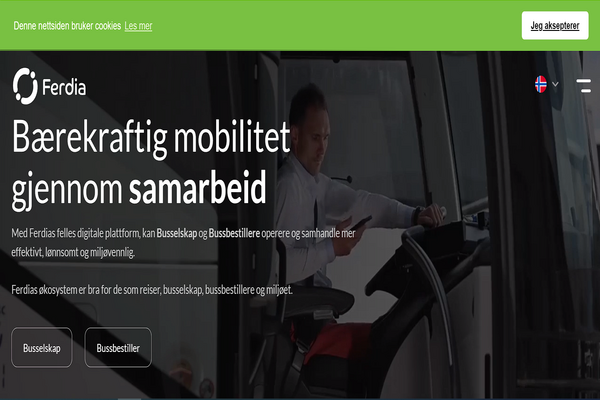 Denne nettsiden bruker cookies Les mer
Jeg aksepterer
Ferdia
Bærekraftig mobilitet
gjennom samarbeid
Med Ferdias felles digitale plattform, kan Busselskap og Bussbestillere operere og samhandle mer
effektivt, lønnsomt og miljøvennlig.
Ferdias økosystem er bra for de som reiser, busselskap, bussbestillere og miljøet.
Busselskap
Bussbestiller